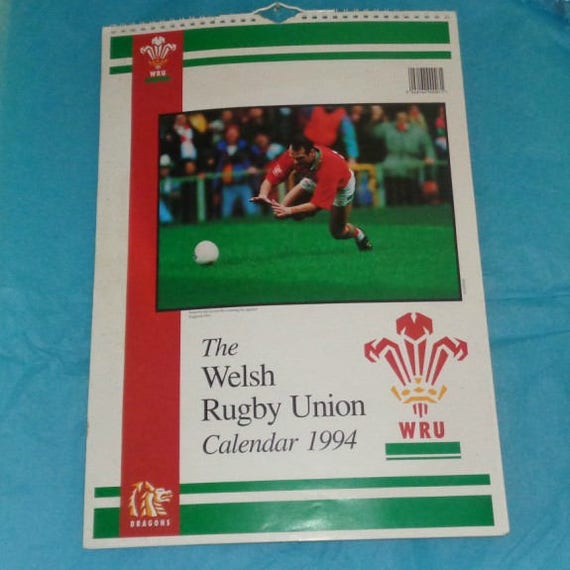 WRU
The
Welsh
Rugby Union
Calendar 1994
WRU
DRAGONS